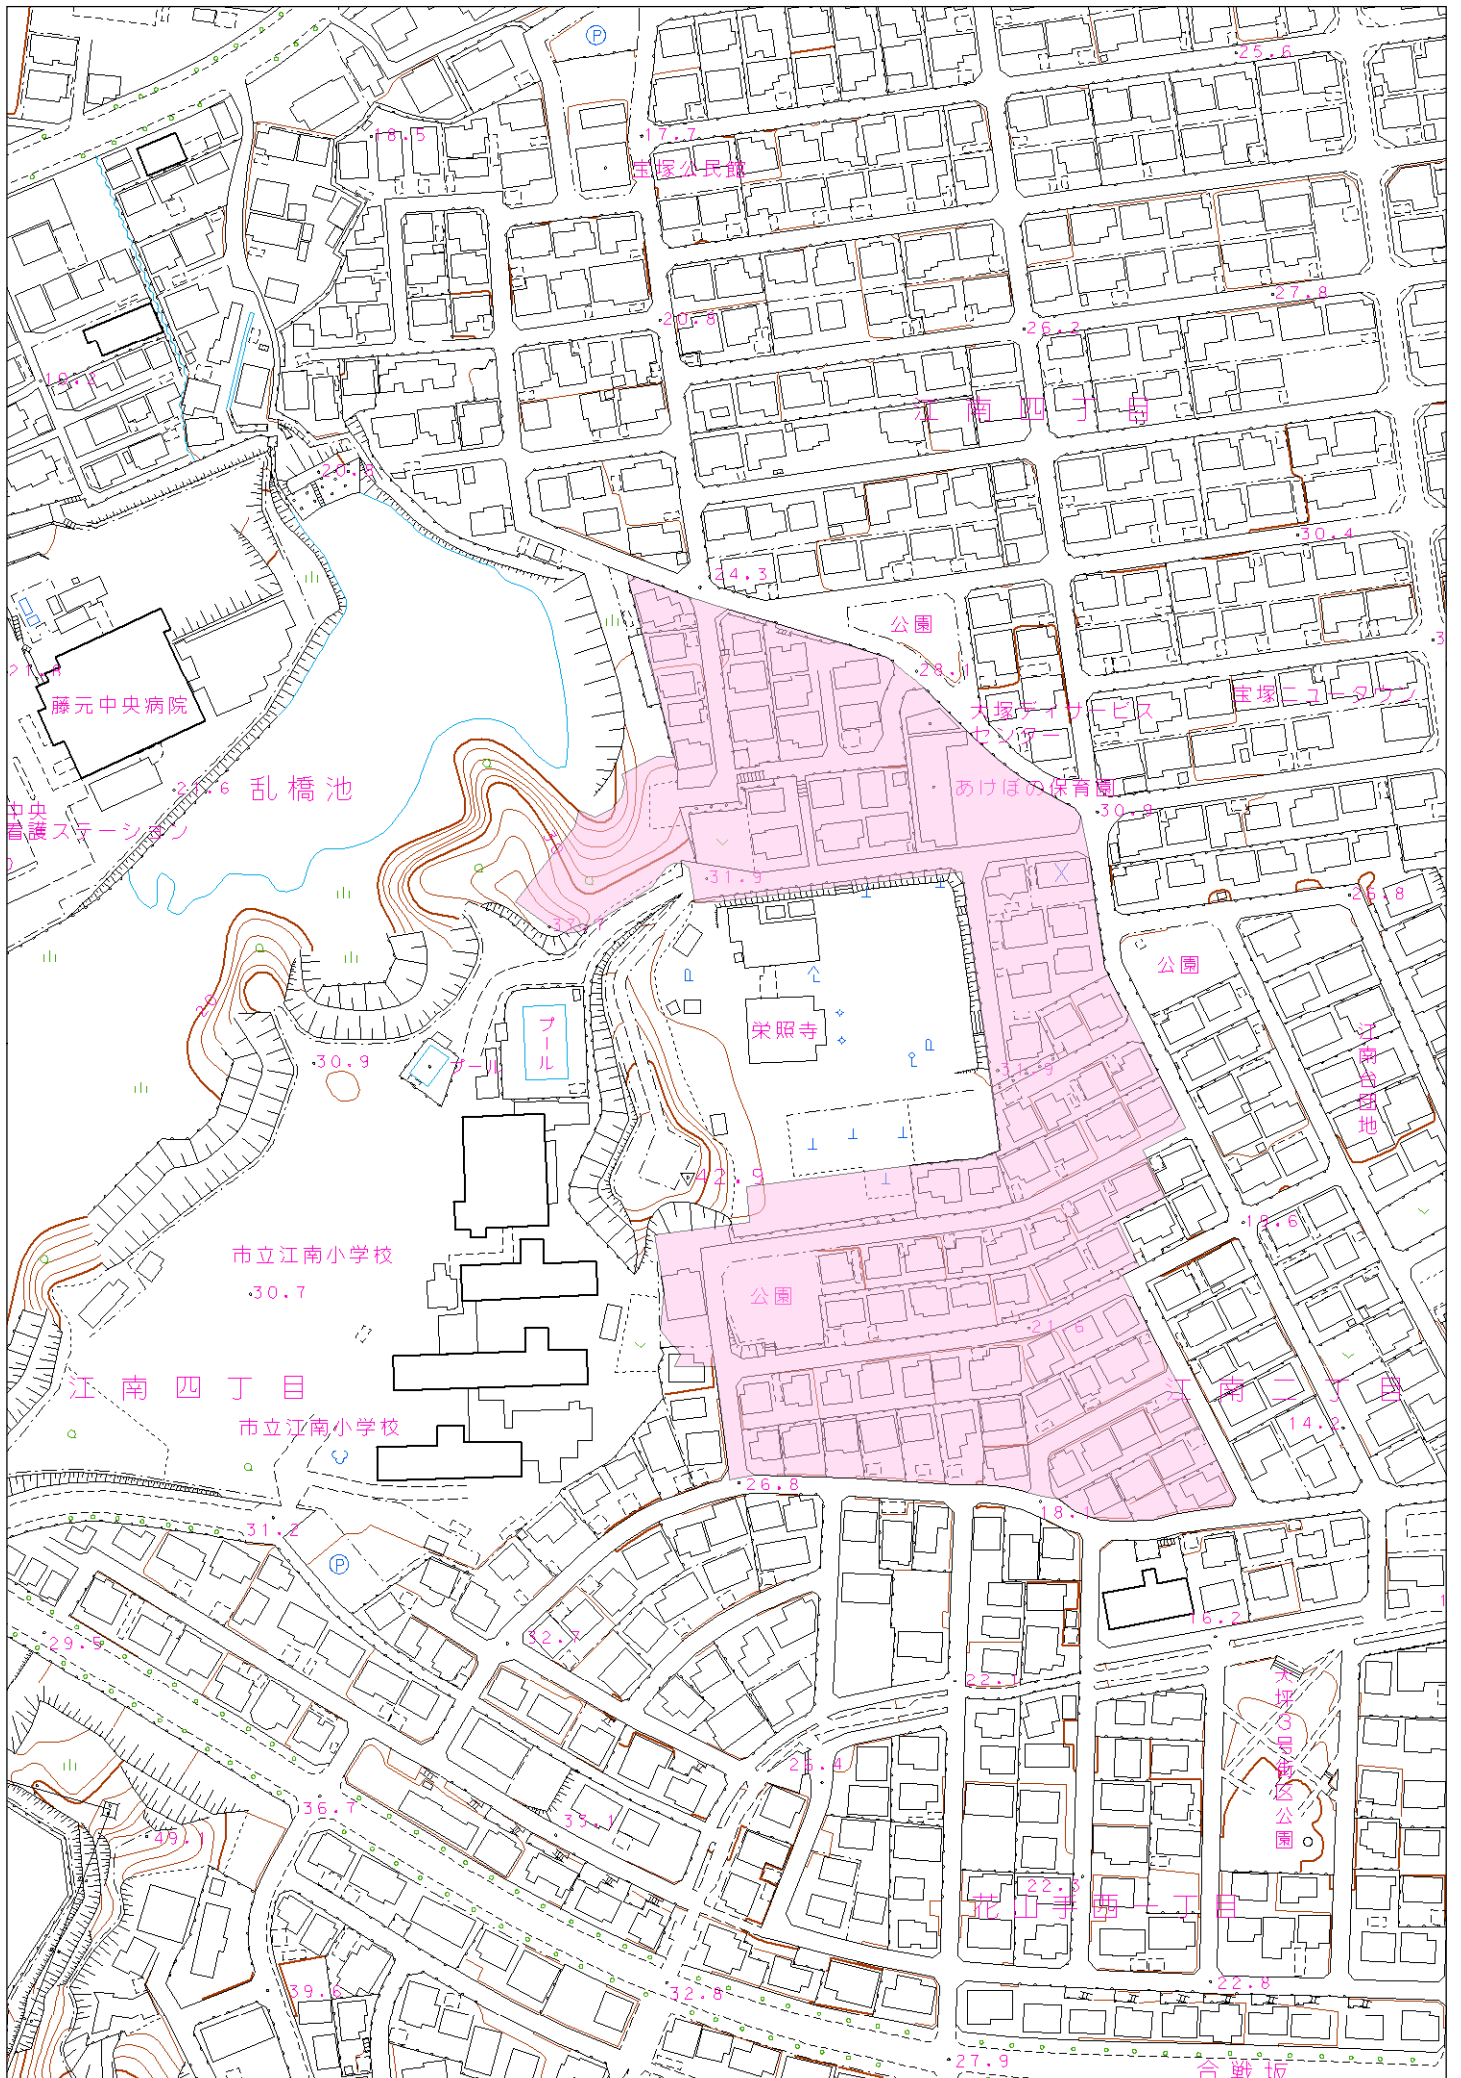 25.6
18.5
17.7
宝塚公民館
27.8
20.8
26.2
19.2
江南四丁目
20.9
30.4
24.3
公園
28.1
藤元中央病院
大塚デイサービス
センター
宝塚ニュータウン
21.6
乱橋池
あけぼの保育園
30.9
中央
看護ステーション
31.9
26.8
公園
栄照寺
プール
プール
30.9
31.9
江南台団地
42.9
19.6
市立江南小学校
30.7
公園
21.6
江南四丁目
江南二丁目
市立江南小学校
14.2
26.8
18.1
31.2
16.2
29.5
32.7
22.1
大坪3号街区公園
25.4
36.7
35.1
49.1
22.3
花山手西一丁目
39.6
32.8
22.8
27.9
合戦坂